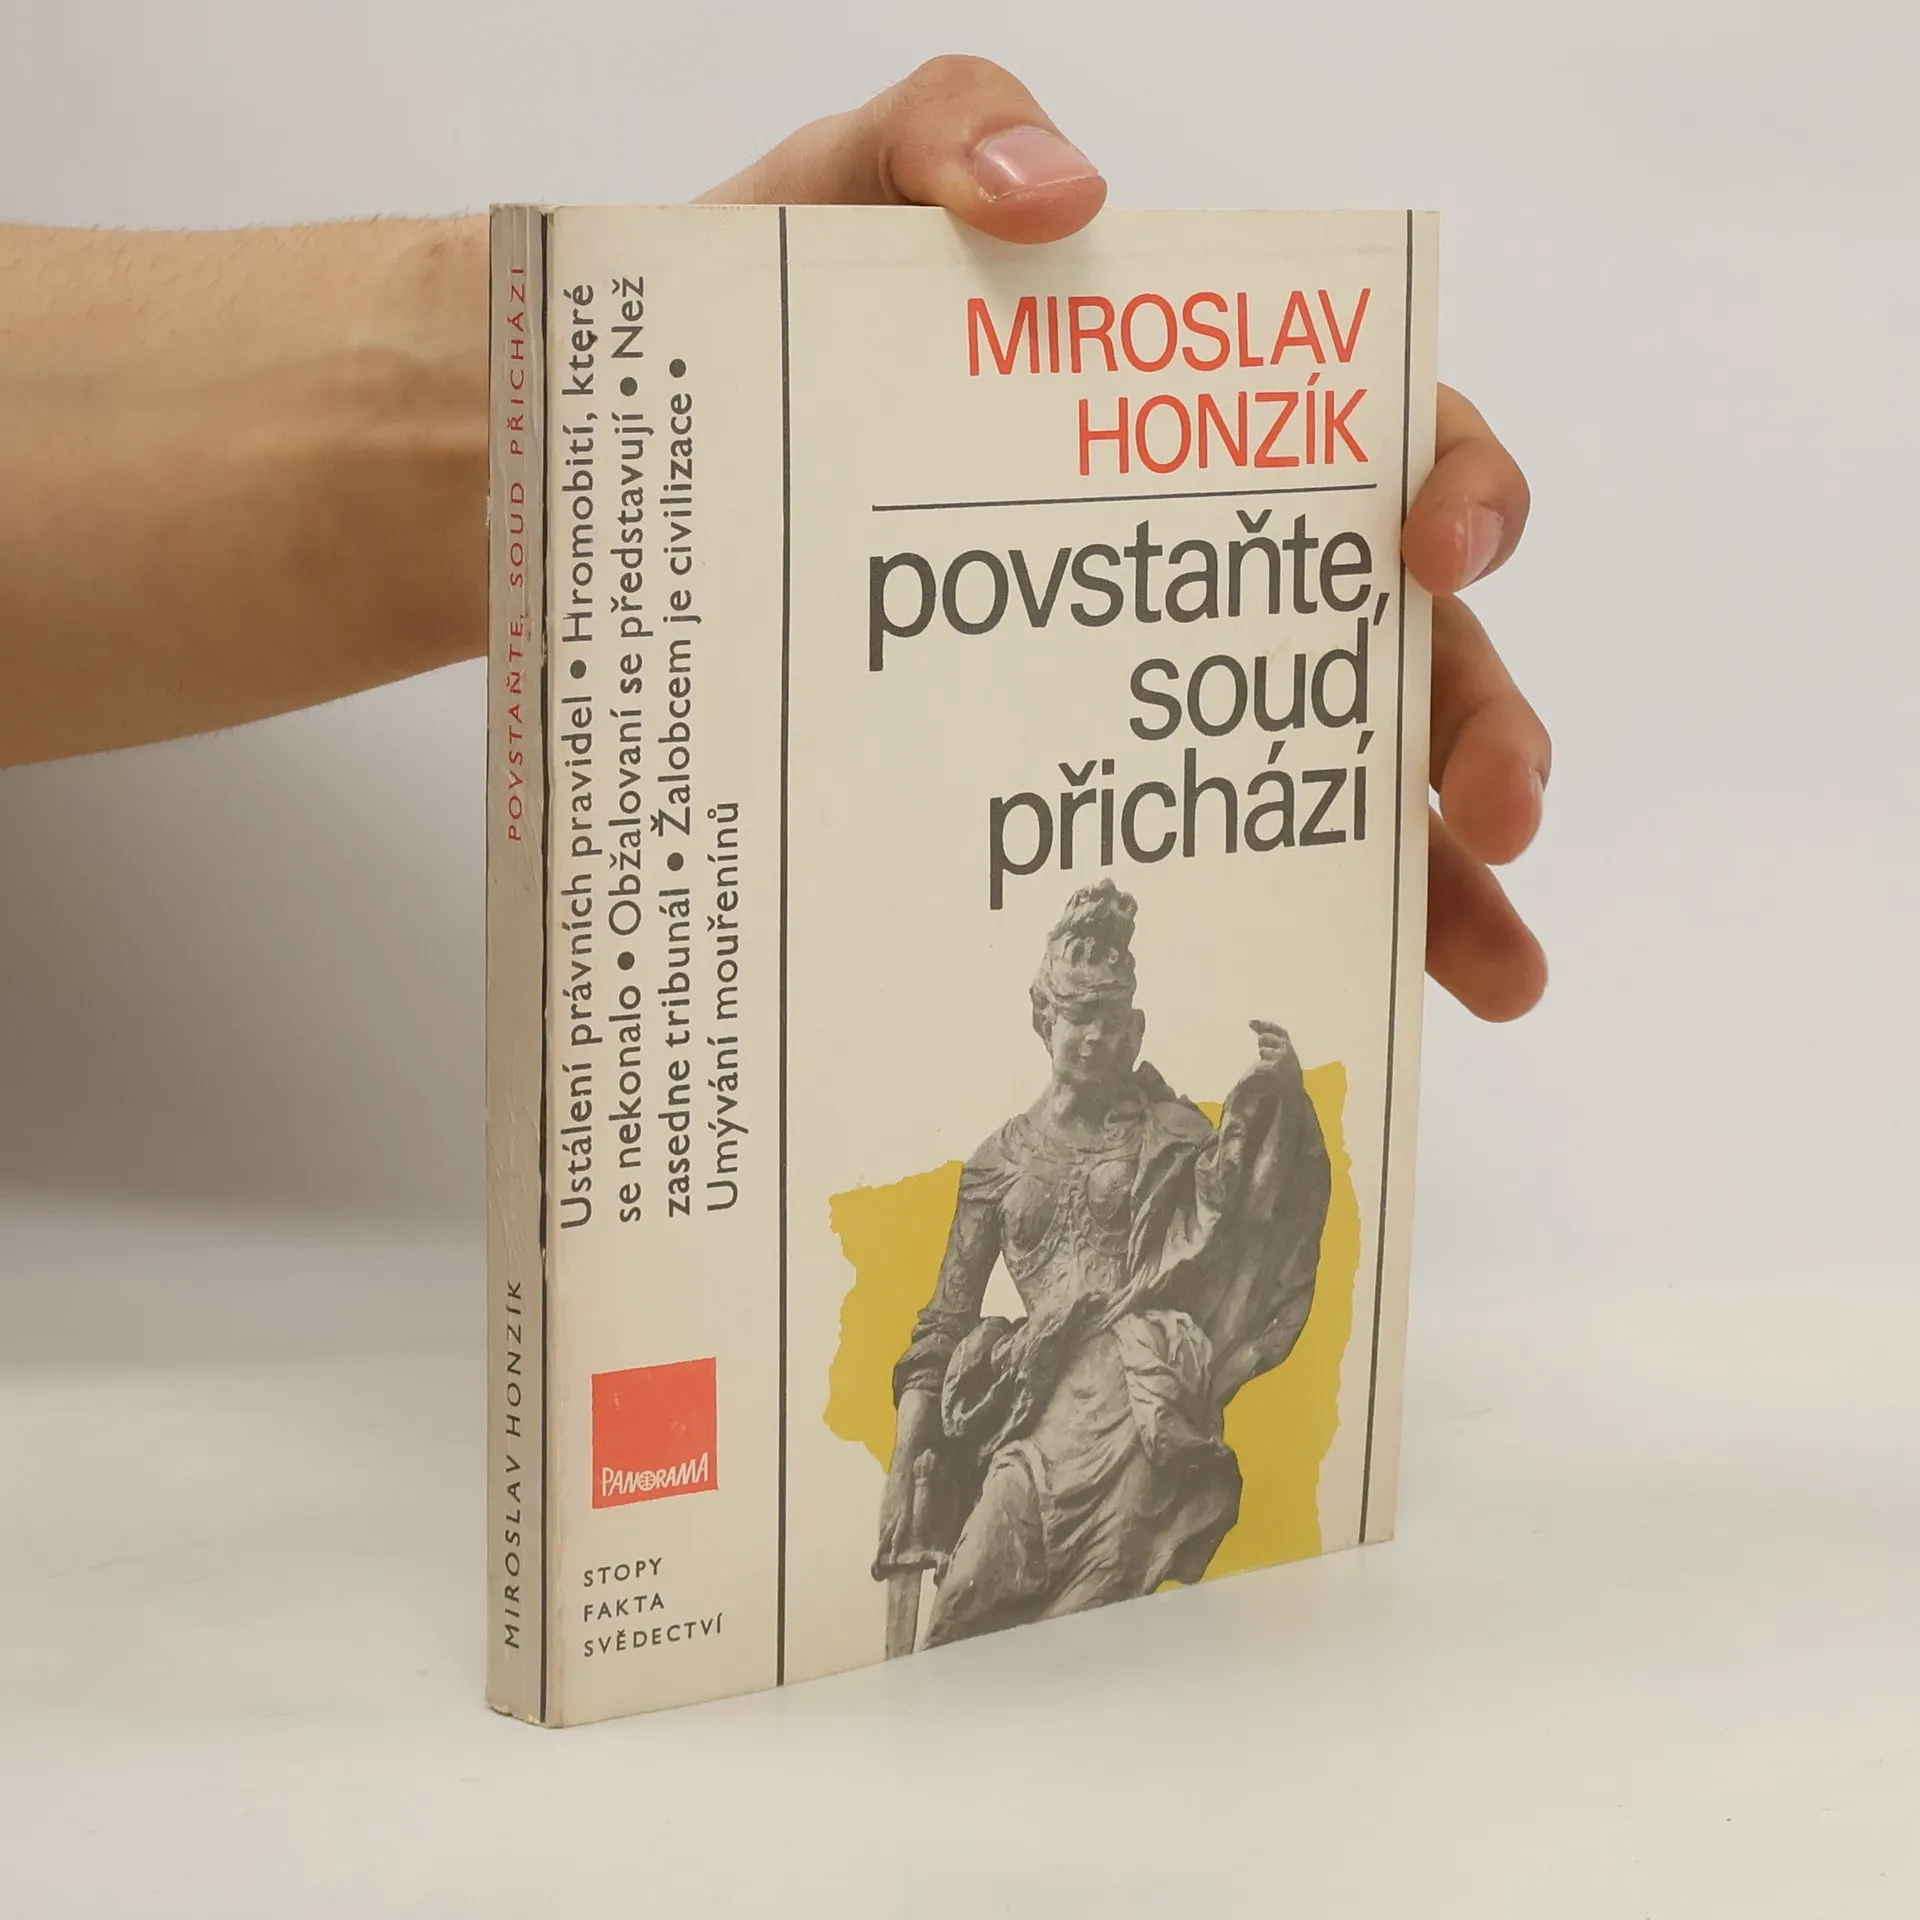 POVSTAŇTE, SOUD PŘICHÁZÍ
MIROSLAV HONZÍK
Ustálení právních pravidel • Hromobití, které
se nekonalo • Obžalovaní se představují • Než
zasedne tribunál • Žalobcem je civilizace •
Umývání mouřenínů
PANORAMA
STOPY
FAKTA
SVĚDECTVÍ
MIROSLAV
HONZÍK
povstaňte,
soud
přichází